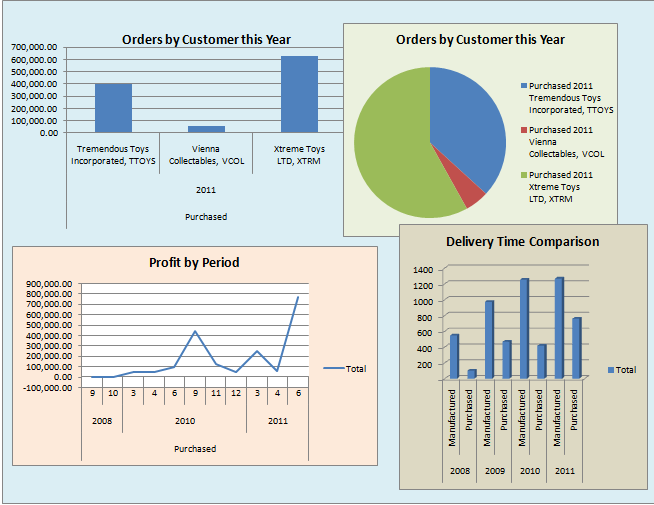 Orders by Customer this Year
700,000.00
600,000.00
500,000.00
400,000.00
300,000.00
200,000.00
100,000.00
0.00
Tremendous Toys
Incorporated, TTOYS
Vienna
Collectables, VCOL
Xtreme Toys
LTD, XTRM
2011
Purchased
Orders by Customer this Year
Purchased 2011
Tremendous Toys
Incorporated, TTOYS
Purchased 2011
Vienna
Collectables, VCOL
Purchased 2011
Xtreme Toys
LTD, XTRM
Profit by Period
900,000.00
800,000.00
700,000.00
600,000.00
500,000.00
400,000.00
300,000.00
200,000.00
100,000.00
0.00
-100,000.00
9 10 3 4 6 9 11 12 3 4 6
2008 2010 2011
Purchased
Total
Delivery Time Comparison
1400
1200
1000
800
600
400
200
Manufactured
Purchased
Manufactured
Purchased
Manufactured
Purchased
Manufactured
Purchased
2008 2009 2010 2011
Total